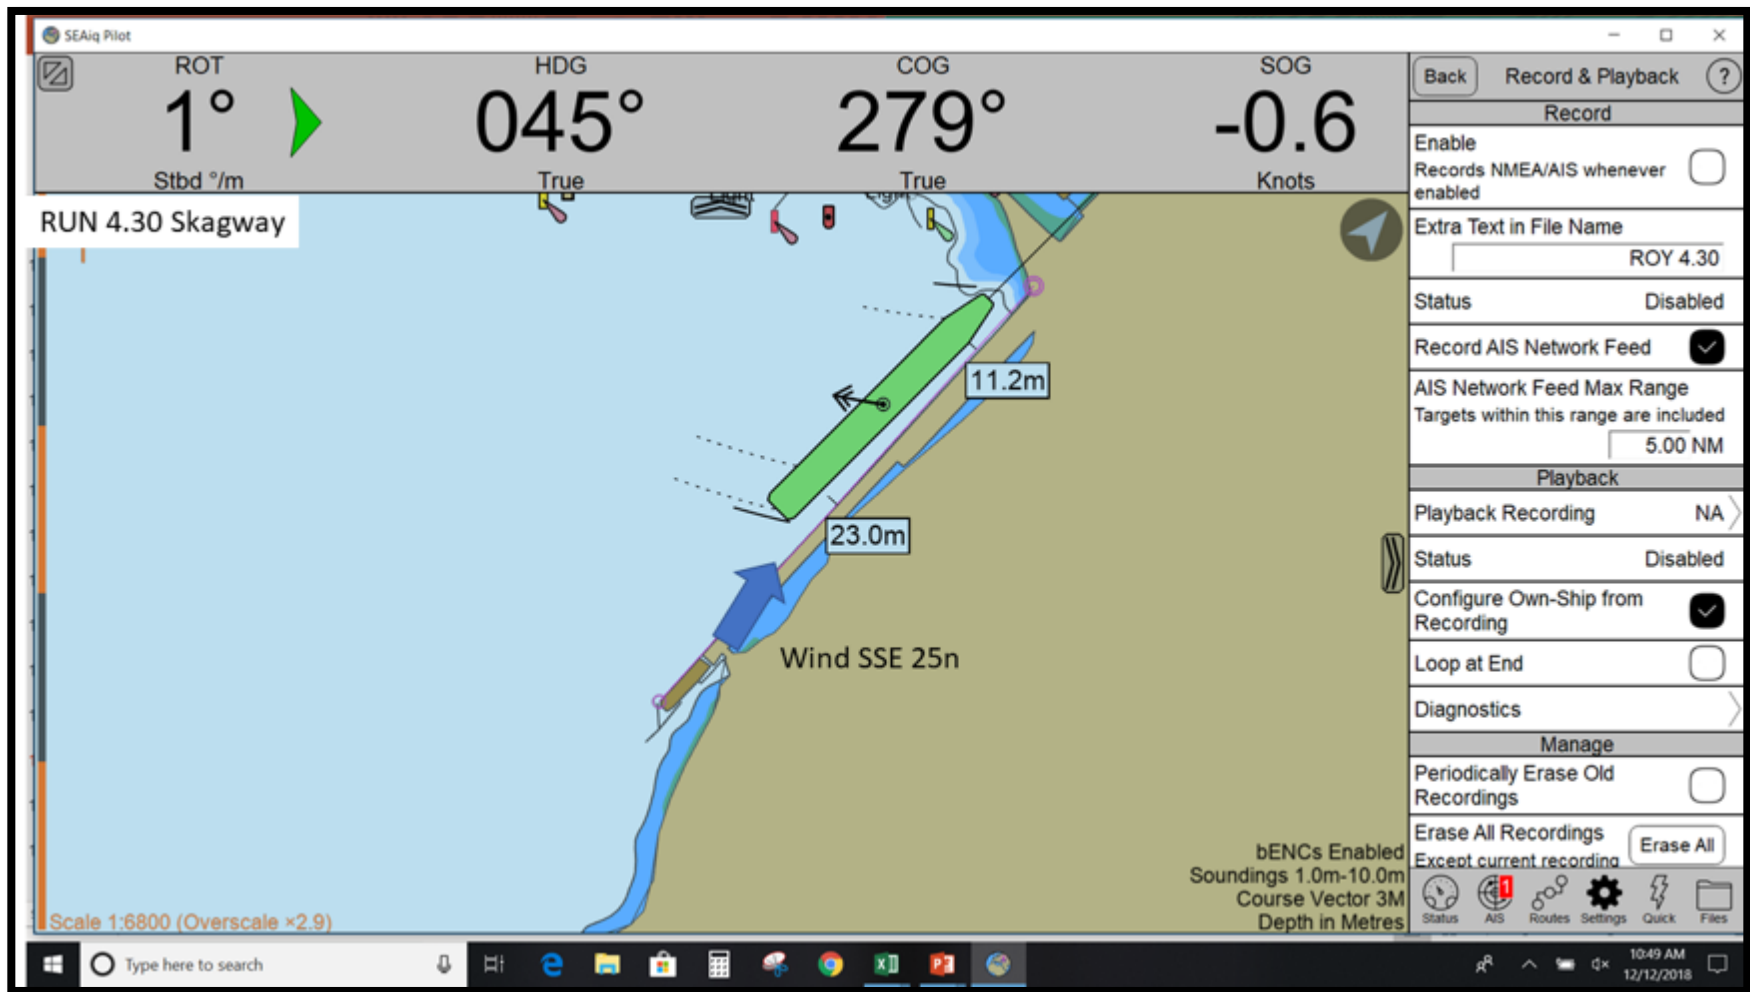 SEAiq Pilot
ROT
HDG
COG
SOG
1°
045°
279°
-0.6
Stbd °/m
True
True
Knots
RUN 4.30 Skagway
11.2m
23.0m
Wind SSE 25n
bENCs Enabled
Soundings 1.0m-10.0m
Course Vector 3M
Depth in Metres
Scale 1:6800 (Overscale ×2.9)
Back
Record & Playback
?
Record
Enable
Records NMEA/AIS whenever
enabled
Extra Text in File Name
ROY 4.30
Status Disabled
Record AIS Network Feed
AIS Network Feed Max Range
Targets within this range are included
5.00 NM
Playback
Playback Recording NA
Status Disabled
Configure Own-Ship from
Recording
Loop at End
Diagnostics
Manage
Periodically Erase Old
Recordings
Erase All Recordings
Erase All
Except current recording
1
Status AIS Routes Settings Quick Files
Type here to search
10:49 AM
12/12/2018